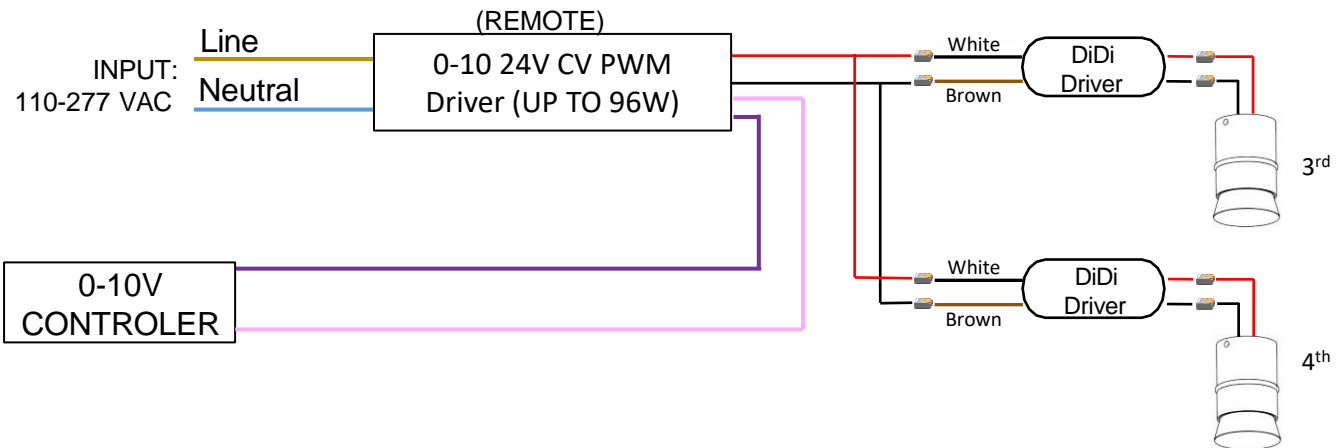 (REMOTE)
Line
INPUT:
110-277 VAC
Neutral
0-10 24V CV PWM
Driver (UP TO 96W)
White
Brown
DiDi
Driver
3rd
0-10V
CONTROLER
White
Brown
DiDi
Driver
4th